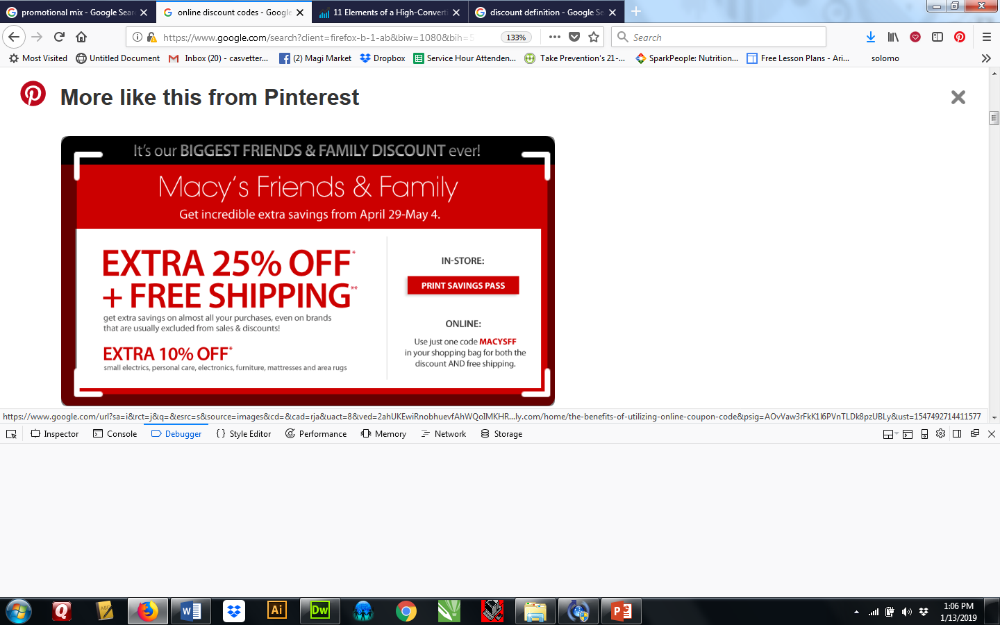 promotional mix - Google Sear
online discount codes - Google
11 Elements of a High-Converti
discount definition - Google Se
https://www.google.com/search?client=firefox-b-1-ab&biw=1080&bih=5
133%
Search
Most Visited
Untitled Document
Inbox (20) - casvetter...
(2) Magi Market
Dropbox
Service Hour Attenden...
Take Prevention's 21-...
SparkPeople: Nutrition...
Free Lesson Plans - Ari...
solomo
More like this from Pinterest
It's our BIGGEST FRIENDS & FAMILY DISCOUNT ever!
Macy's Friends & Family
Get incredible extra savings from April 29-May 4.
EXTRA 25% OFF*
+ FREE SHIPPING**
get extra savings on almost all your purchases, even on brands
that are usually excluded from sales & discounts!
EXTRA 10% OFF*
small electrics, personal care, electronics, furniture, mattresses and area rugs
IN-STORE:
PRINT SAVINGS PASS
ONLINE:
Use just one code MACYSFF
in your shopping bag for both the
discount AND free shipping.
https://www.google.com/url?sa=i&rct=j&q=&esrc=s&source=images&cd=&cad=rja&uact=8&ved=2ahUKEwiRnobhuevfAhWQoIMKHR...ly.com/home/the-benefits-of-utilizing-online-coupon-code&psig=AOvVaw3rFkK1I6PVnTLDk8pzUBLy&ust=1547492714411577
Inspector
Console
Debugger
Style Editor
Performance
Memory
Network
Storage
Q
W
Ai
Dw
P
1:06 PM
1/13/2019